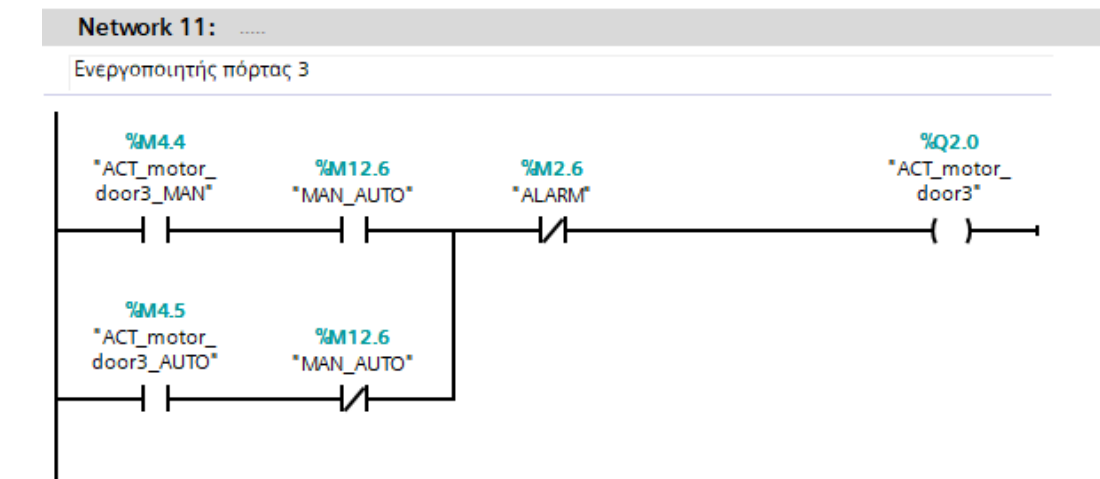 Network 11: .....
Ενεργοποιητής πόρτας 3
%M4.4
"ACT_motor_
door3_MAN"
%M12.6
"MAN_AUTO"
%M2.6
"ALARM"
%Q2.0
"ACT_motor_
door3"
%M4.5
"ACT_motor_
door3_AUTO"
%M12.6
"MAN_AUTO"